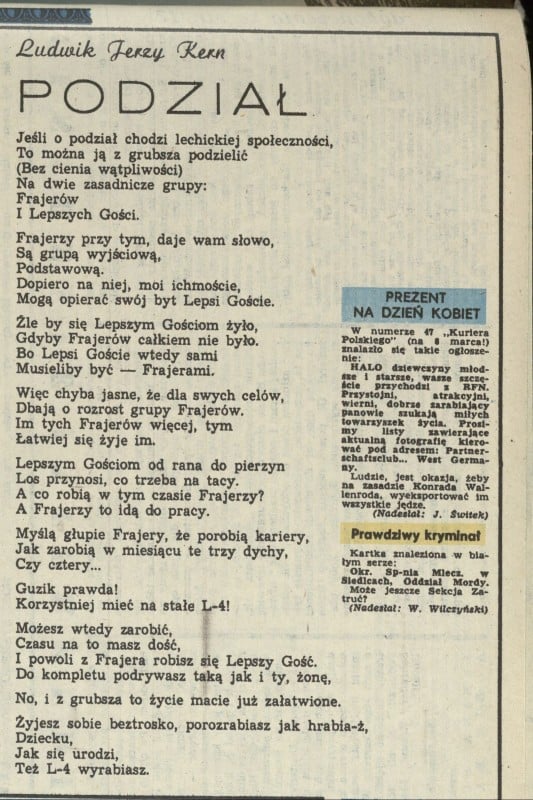 Ludwik Jerzy Kern
PODZIAŁ
Jeśli o podział chodzi lechickiej społeczności,
To można ją z grubsza podzielić
(Bez cienia wątpliwości)
Na dwie zasadnicze grupy:
Frajerów
I Lepszych Gości.
Frajerzy przy tym, daje wam słowo,
Są grupą wyjściową,
Podstawową.
Dopiero na niej, moi ichmoście,
Mogą opierać swój byt Lepsi Goście.
Źle by się Lepszym Gościom żyło,
Gdyby Frajerów całkiem nie było.
Bo Lepsi Goście wtedy sami
Musieliby być — Frajerami.
Więc chyba jasne, że dla swych celów,
Dbają o rozrost grupy Frajerów.
Im tych Frajerów więcej, tym
Łatwiej się żyje im.
Lepszym Gościom od rana do pierzyn
Los przynosi, co trzeba na tacy.
A co robią w tym czasie Frajerzy?
A Frajerzy to idą do pracy.
Myślą głupie Frajery, że porobią kariery,
Jak zarobią w miesiącu te trzy dychy,
Czy cztery...
Guzik prawda!
Korzystniej mieć na stałe L-4!
Możesz wtedy zarobić,
Czasu na to masz dość,
I powoli z Frajera robisz się Lepszy Gość.
Do kompletu podrywasz taką jak i ty, żonę,
No, i z grubsza to życie macie już załatwione.
Żyjesz sobie beztrosko, porozrabiasz jak hrabia-ż,
Dziecku,
Jak się urodzi,
Też L-4 wyrabiasz.
PREZENT
NA DZIEŃ KOBIET
W numerze 47 „Kuriera
Polskiego” (na 8 marca!)
znalazło się takie ogłosze-
nie:
HALO dziewczyny młod-
sze i starsze, wasze szczę-
ście przychodzi z RFN.
Przystojni, atrakcyjni,
wierni, dobrze zarabiający
panowie szukają miłych
towarzyszek życia. Prosi-
my listy zawierające
aktualną fotografię kiero-
wać pod adresem: Partner-
schaftsclub... West Germa-
ny.
Ludzie, jest okazja, żeby
na zasadzie Konrada Wal-
lenroda, wyeksportować im
wszystkie jędze.
(Nadesłał: J. Świtek)
Prawdziwy kryminał
Kartka znaleziona w bia-
łym serze:
Okr. Sp-nia Mlecz. w
Siedlcach, Oddział Mordy.
Może jeszcze Sekcja Za-
truć?
(Nadesłał: W. Wilczyński)